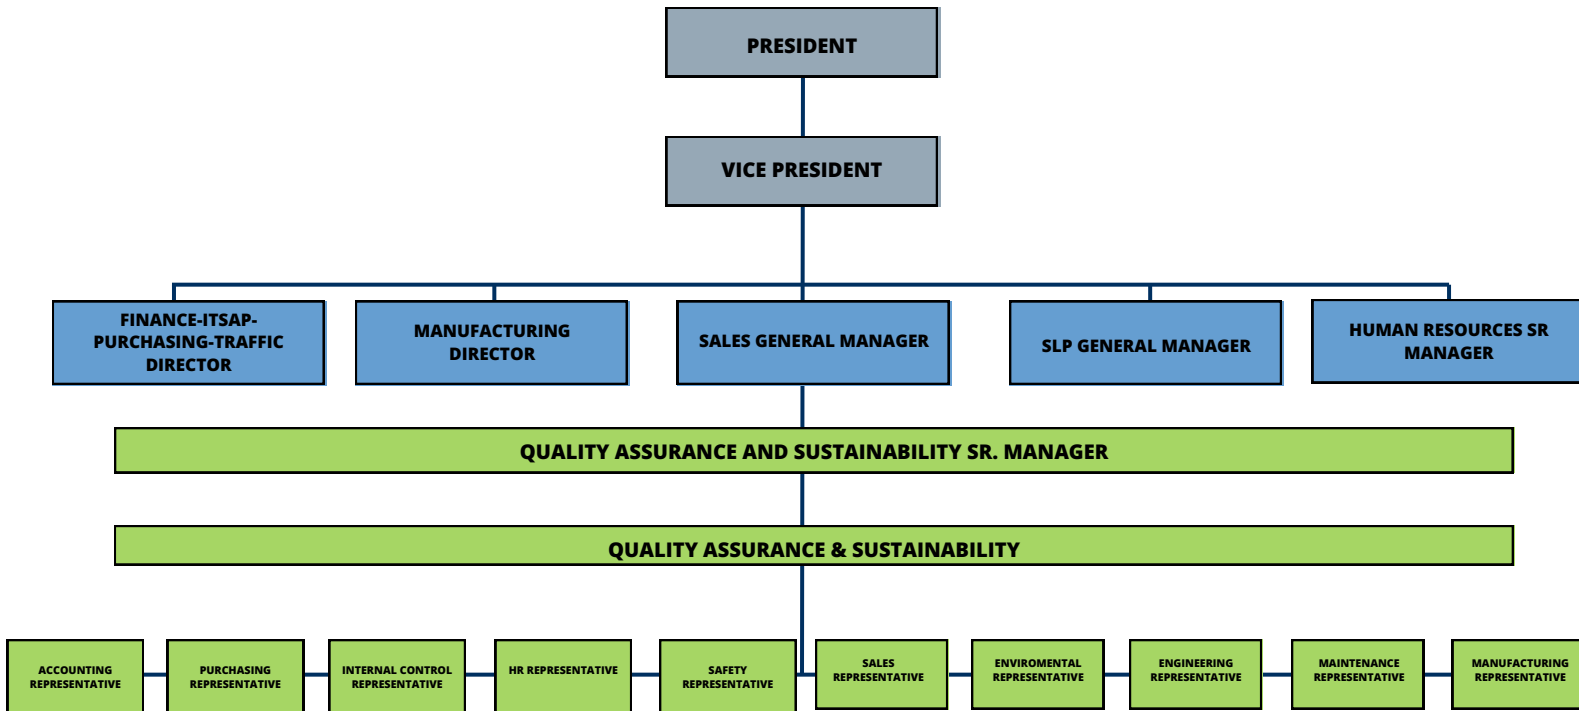 PRESIDENT
VICE PRESIDENT
FINANCE-ITSAP-
PURCHASING-TRAFFIC
DIRECTOR
MANUFACTURING
DIRECTOR
SALES GENERAL MANAGER
SLP GENERAL MANAGER
HUMAN RESOURCES SR
MANAGER
QUALITY ASSURANCE AND SUSTAINABILITY SR. MANAGER
QUALITY ASSURANCE & SUSTAINABILITY
ACCOUNTING
REPRESENTATIVE
PURCHASING
REPRESENTATIVE
INTERNAL CONTROL
REPRESENTATIVE
HR REPRESENTATIVE
SAFETY
REPRESENTATIVE
SALES
REPRESENTATIVE
ENVIROMENTAL
REPRESENTATIVE
ENGINEERING
REPRESENTATIVE
MAINTENANCE
REPRESENTATIVE
MANUFACTURING
REPRESENTATIVE